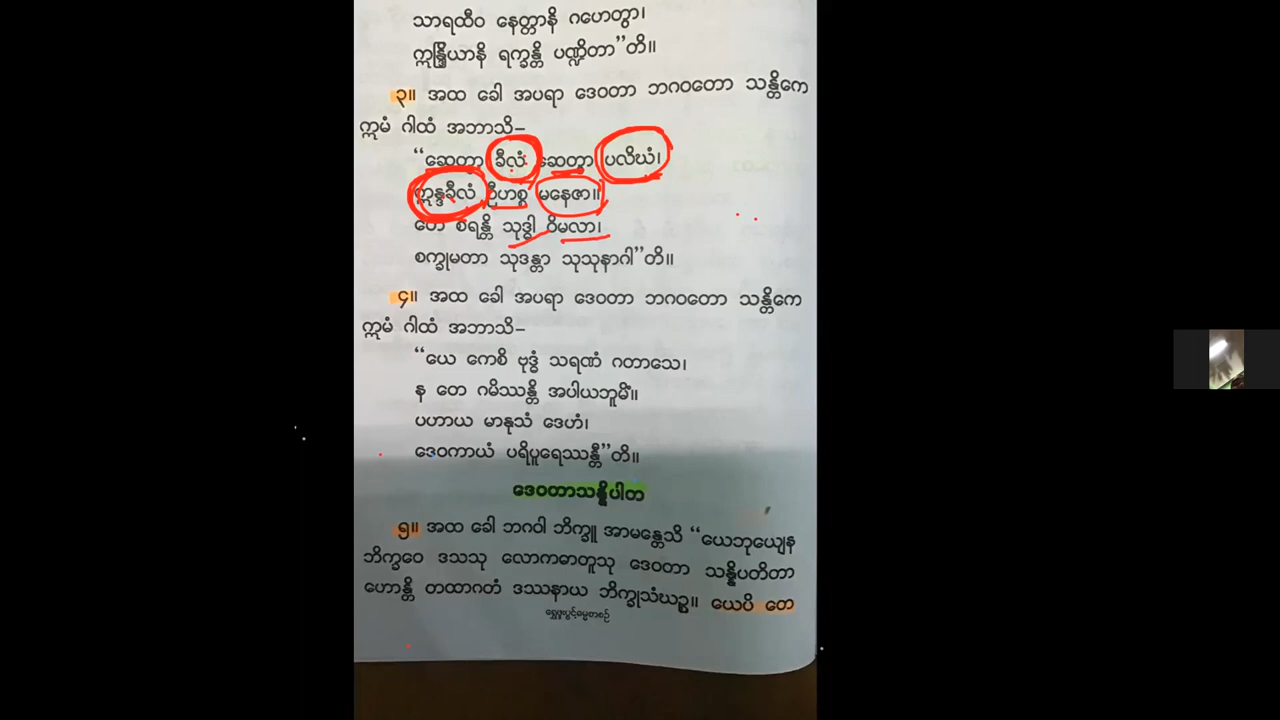 သာရထီဝ နေတ္တာနိ ဂဟေတွာ၊
ဣန္ဒြိယာနိ ရက္ခန္တိ ပဏ္ဍိတာ”တိ။
၃။ အထ ခေါ အပရာ ဒေဝတာ ဘဂဝတော သန္တိကေ
ဣမံ ဂါထံ အဘာသိ–
“ဆေတွာ ခီလံ ဆေတွာ ပလိဃံ၊
ဣန္ဒခီလံ ဦဟစ္စ မနေဇာ။
တေ စရန္တိ သုဒ္ဓါ ဝိမလာ၊
စက္ခုမတာ သုဒန္တာ သုသုနာဂါ”တိ။
၄။ အထ ခေါ အပရာ ဒေဝတာ ဘဂဝတော သန္တိကေ
ဣမံ ဂါထံ အဘာသိ–
“ယေ ကေစိ ဗုဒ္ဓံ သရဏံ ဂတာသေ၊
န တေ ဂမိဿန္တိ အပါယဘူမိံ။
ပဟာယ မာနုသံ ဒေဟံ၊
ဒေဝကာယံ ပရိပူရေဿန္တီ”တိ။
ဒေဝတာသန္နိပါတ
၅။ အထ ခေါ ဘဂဝါ ဘိက္ခူ အာမန္တေသိ “ယေဘုယျေန
ဘိက္ခဝေ ဒသသု လောကဓာတူသု ဒေဝတာ သန္နိပတိတာ
ဟောန္တိ တထာဂတံ ဒဿနာယ ဘိက္ခုသံဃဉ္စ။ ယေပိ တေ